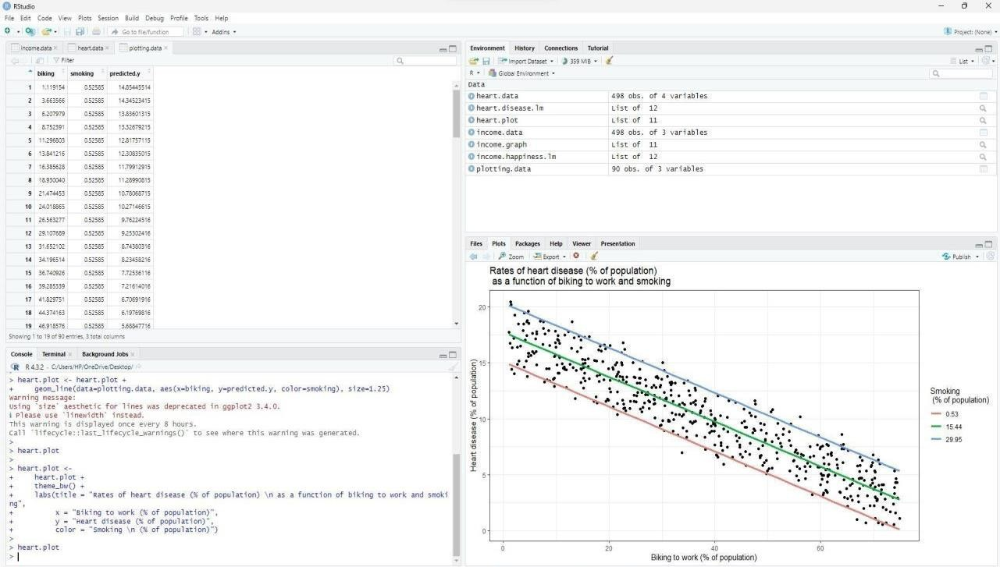 RStudio
File Edit Code View Plots Session Build Debug Profile Tools Help
Go to file/function Addins Project: (None)
income.data heart.data plotting.data
Filter
biking smoking predicted.y
1 1.119154 0.52585 14.85445514
2 3.663566 0.52585 14.34523415
3 6.207979 0.52585 13.83601315
4 8.752391 0.52585 13.32679215
5 11.296803 0.52585 12.81757115
6 13.841216 0.52585 12.30835015
7 16.385628 0.52585 11.79912915
8 18.930040 0.52585 11.28990815
9 21.474453 0.52585 10.78068715
10 24.018865 0.52585 10.27146615
11 26.563277 0.52585 9.76224516
12 29.107689 0.52585 9.25302416
13 31.652102 0.52585 8.74380316
14 34.196514 0.52585 8.23458216
15 36.740926 0.52585 7.72536116
16 39.285339 0.52585 7.21614016
17 41.829751 0.52585 6.70691916
18 44.374163 0.52585 6.19769816
19 46.918576 0.52585 5.68847716
Showing 1 to 19 of 90 entries, 3 total columns
Console Terminal Background Jobs
R 4.3.2 - C:/Users/HP/OneDrive/Desktop/
> heart.plot <- heart.plot +
+ geom_line(data=plotting.data, aes(x=biking, y=predicted.y, color=smoking), size=1.25)
Warning message:
Using `size` aesthetic for lines was deprecated in ggplot2 3.4.0.
i Please use `linewidth` instead.
This warning is displayed once every 8 hours.
Call `lifecycle::last_lifecycle_warnings()` to see where this warning was generated.
>
> heart.plot
>
> heart.plot <-
+ heart.plot +
+ theme_bw() +
+ labs(title = "Rates of heart disease (% of population) \n as a function of biking to work and smoki
ng",
+ x = "Biking to work (% of population)",
+ y = "Heart disease (% of population)",
+ color = "Smoking \n (% of population)")
>
> heart.plot
>
Environment History Connections Tutorial
Import Dataset 359 MiB List
R Global Environment
Data
heart.data 498 obs. of 4 variables
heart.disease.lm List of 12
heart.plot List of 11
income.data 498 obs. of 3 variables
income.graph List of 11
income.happiness.lm List of 12
plotting.data 90 obs. of 3 variables
Files Plots Packages Help Viewer Presentation
Zoom Export Publish
Rates of heart disease (% of population)
as a function of biking to work and smoking
Heart disease (% of population)
20
15
10
5
0
0 20 40 60
Biking to work (% of population)
Smoking
(% of population)
0.53
15.44
29.95